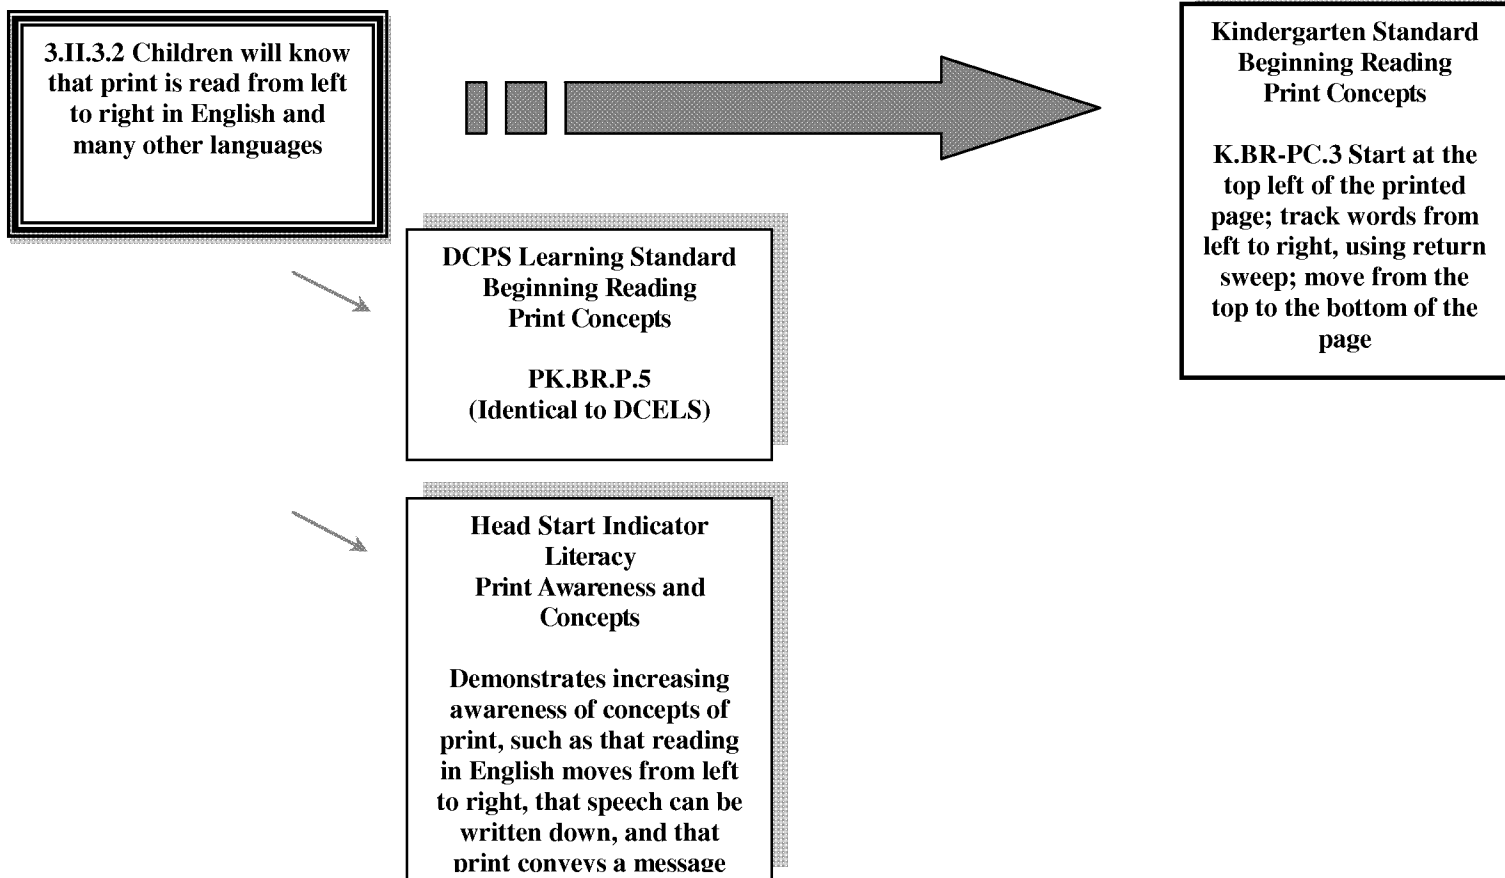 3.II.3.2 Children will know
that print is read from left
to right in English and
many other languages
Kindergarten Standard
Beginning Reading
Print Concepts
K.BR-PC.3 Start at the
top left of the printed
page; track words from
left to right, using return
sweep; move from the
top to the bottom of the
page
DCPS Learning Standard
Beginning Reading
Print Concepts
PK.BR.P.5
(Identical to DCELS)
Head Start Indicator
Literacy
Print Awareness and
Concepts
Demonstrates increasing
awareness of concepts of
print, such as that reading
in English moves from left
to right, that speech can be
written down, and that
print conveys a message